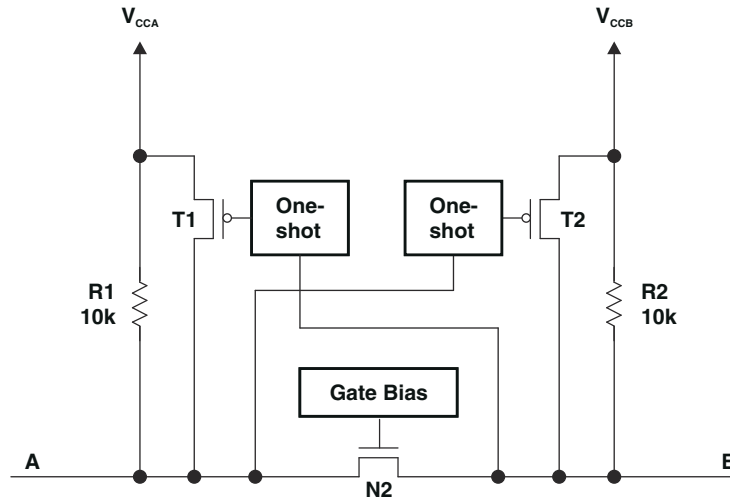 V_CCA
V_CCB
One-
shot
One-
shot
T1
T2
R1
10k
R2
10k
Gate Bias
A
B
N2